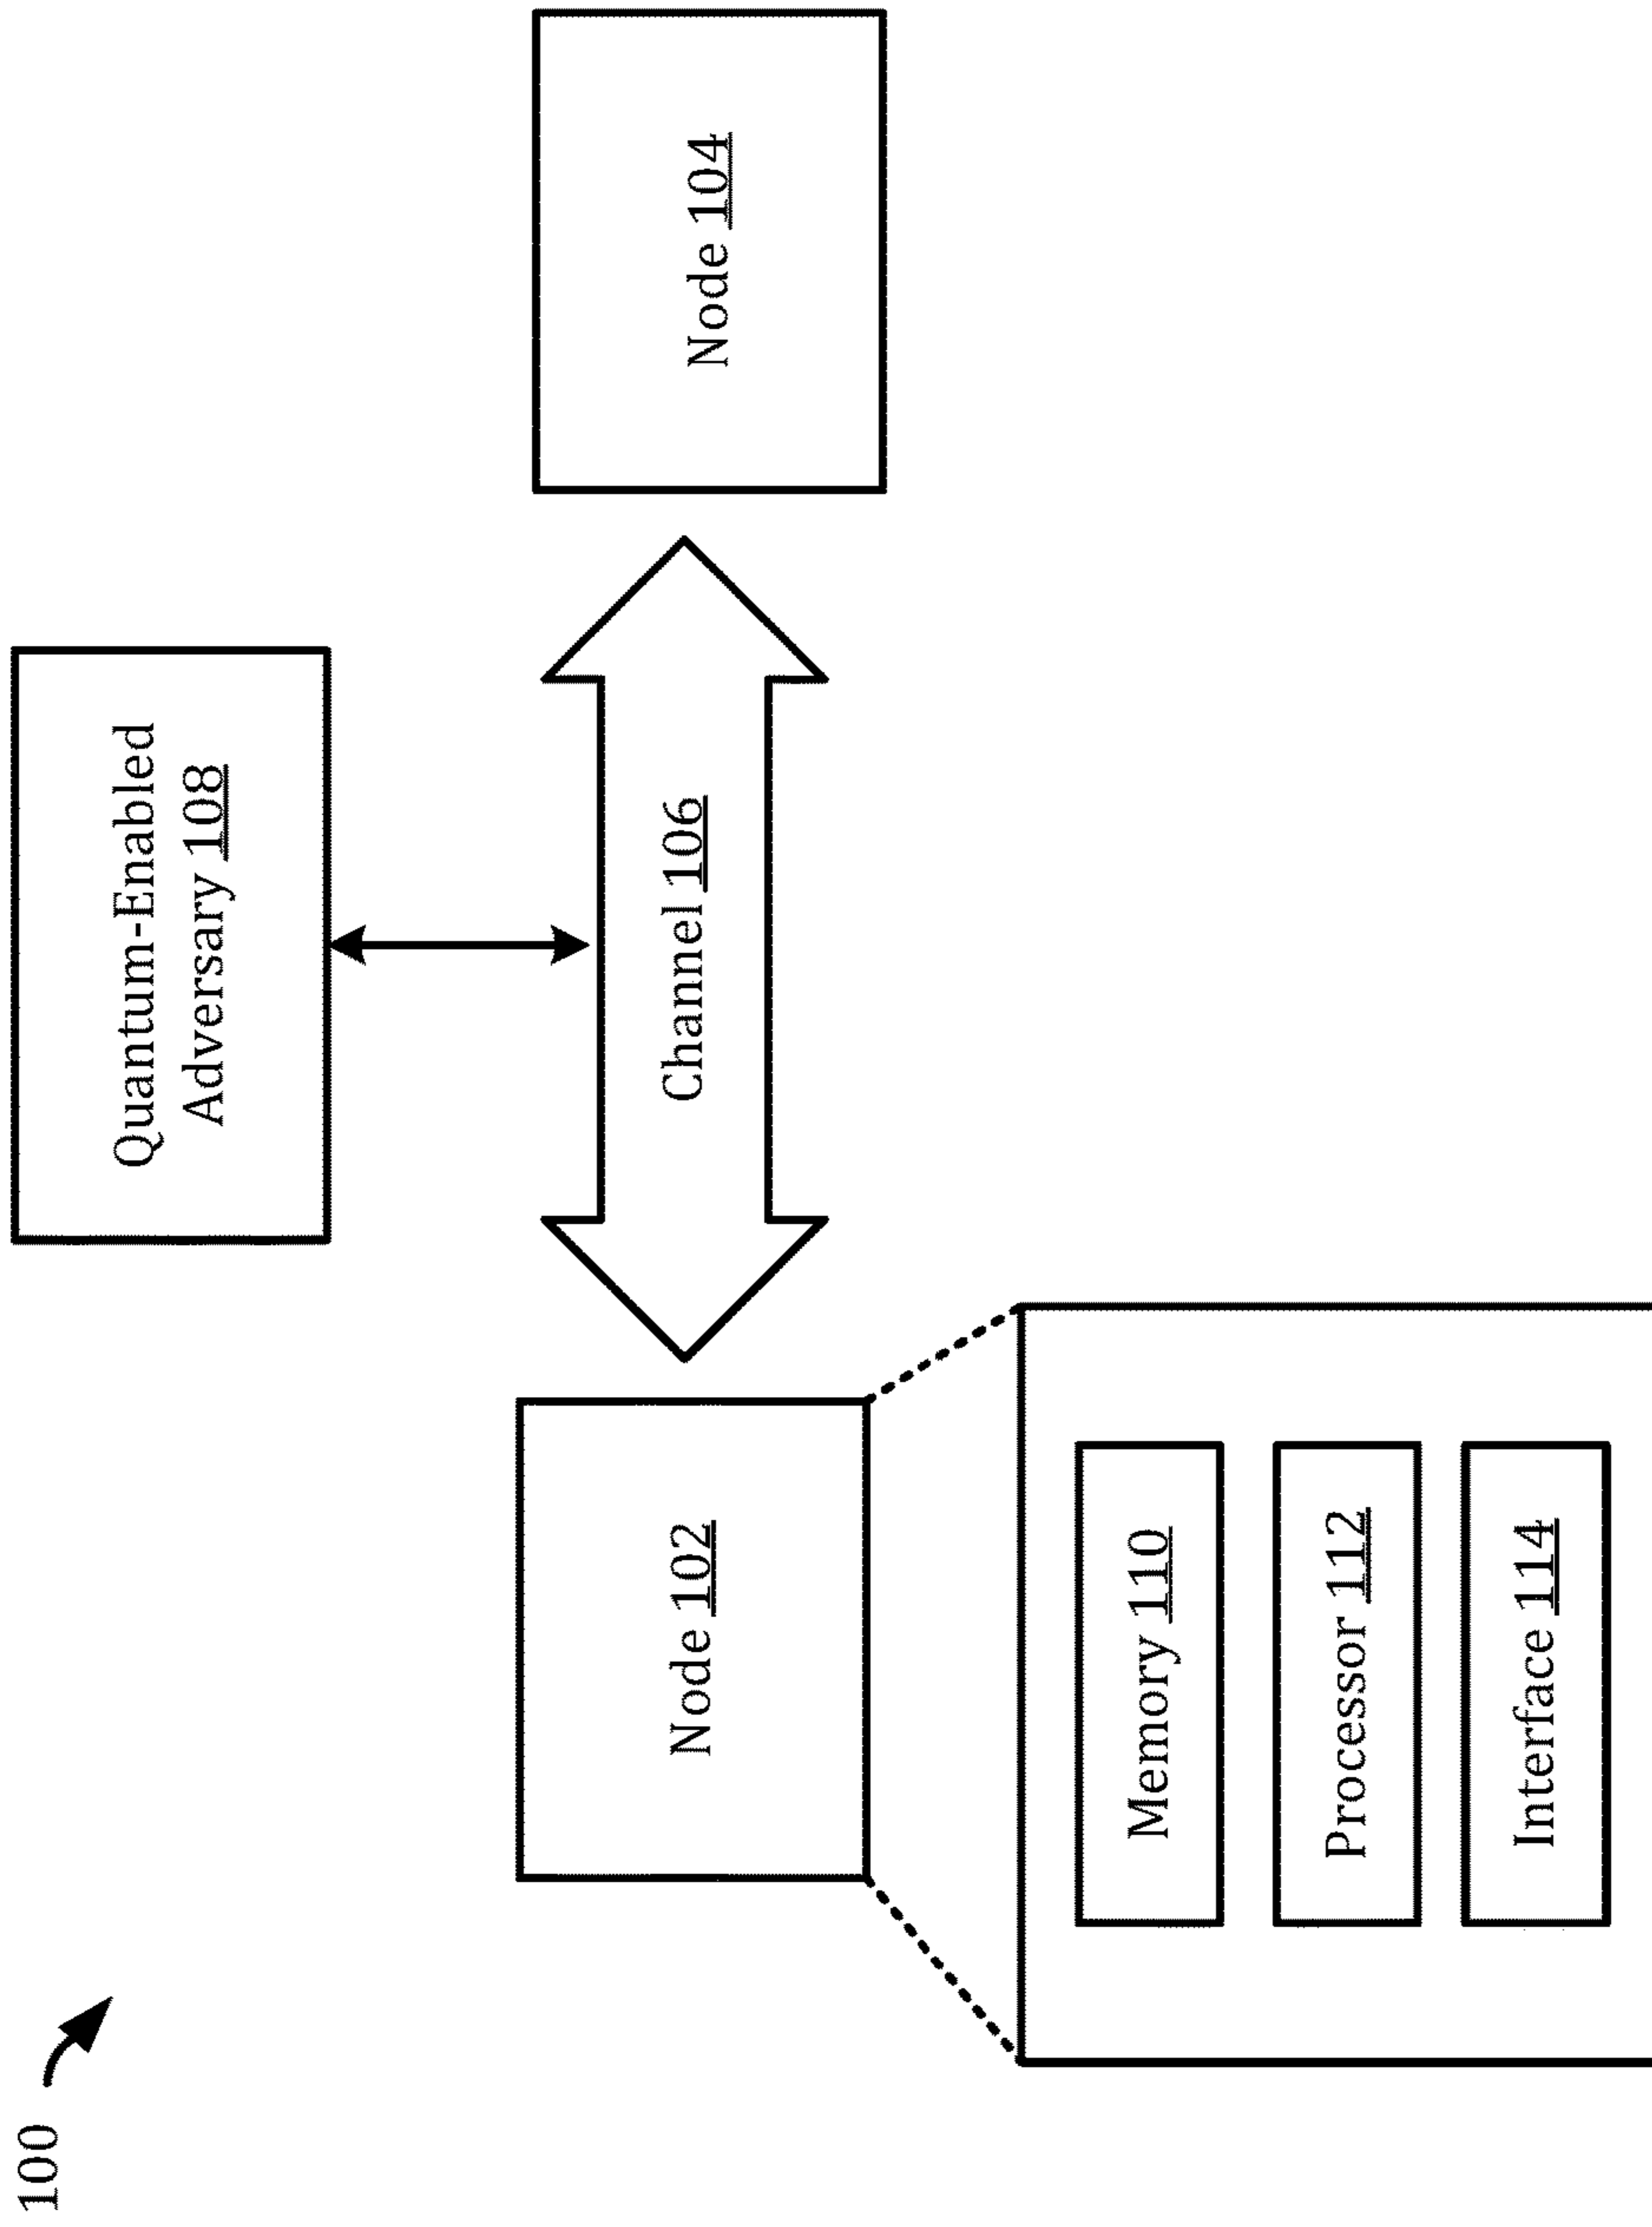 100
Quantum-Enabled
Adversary 108
Node 102
Channel 106
Node 104
Memory 110
Processor 112
Interface 114